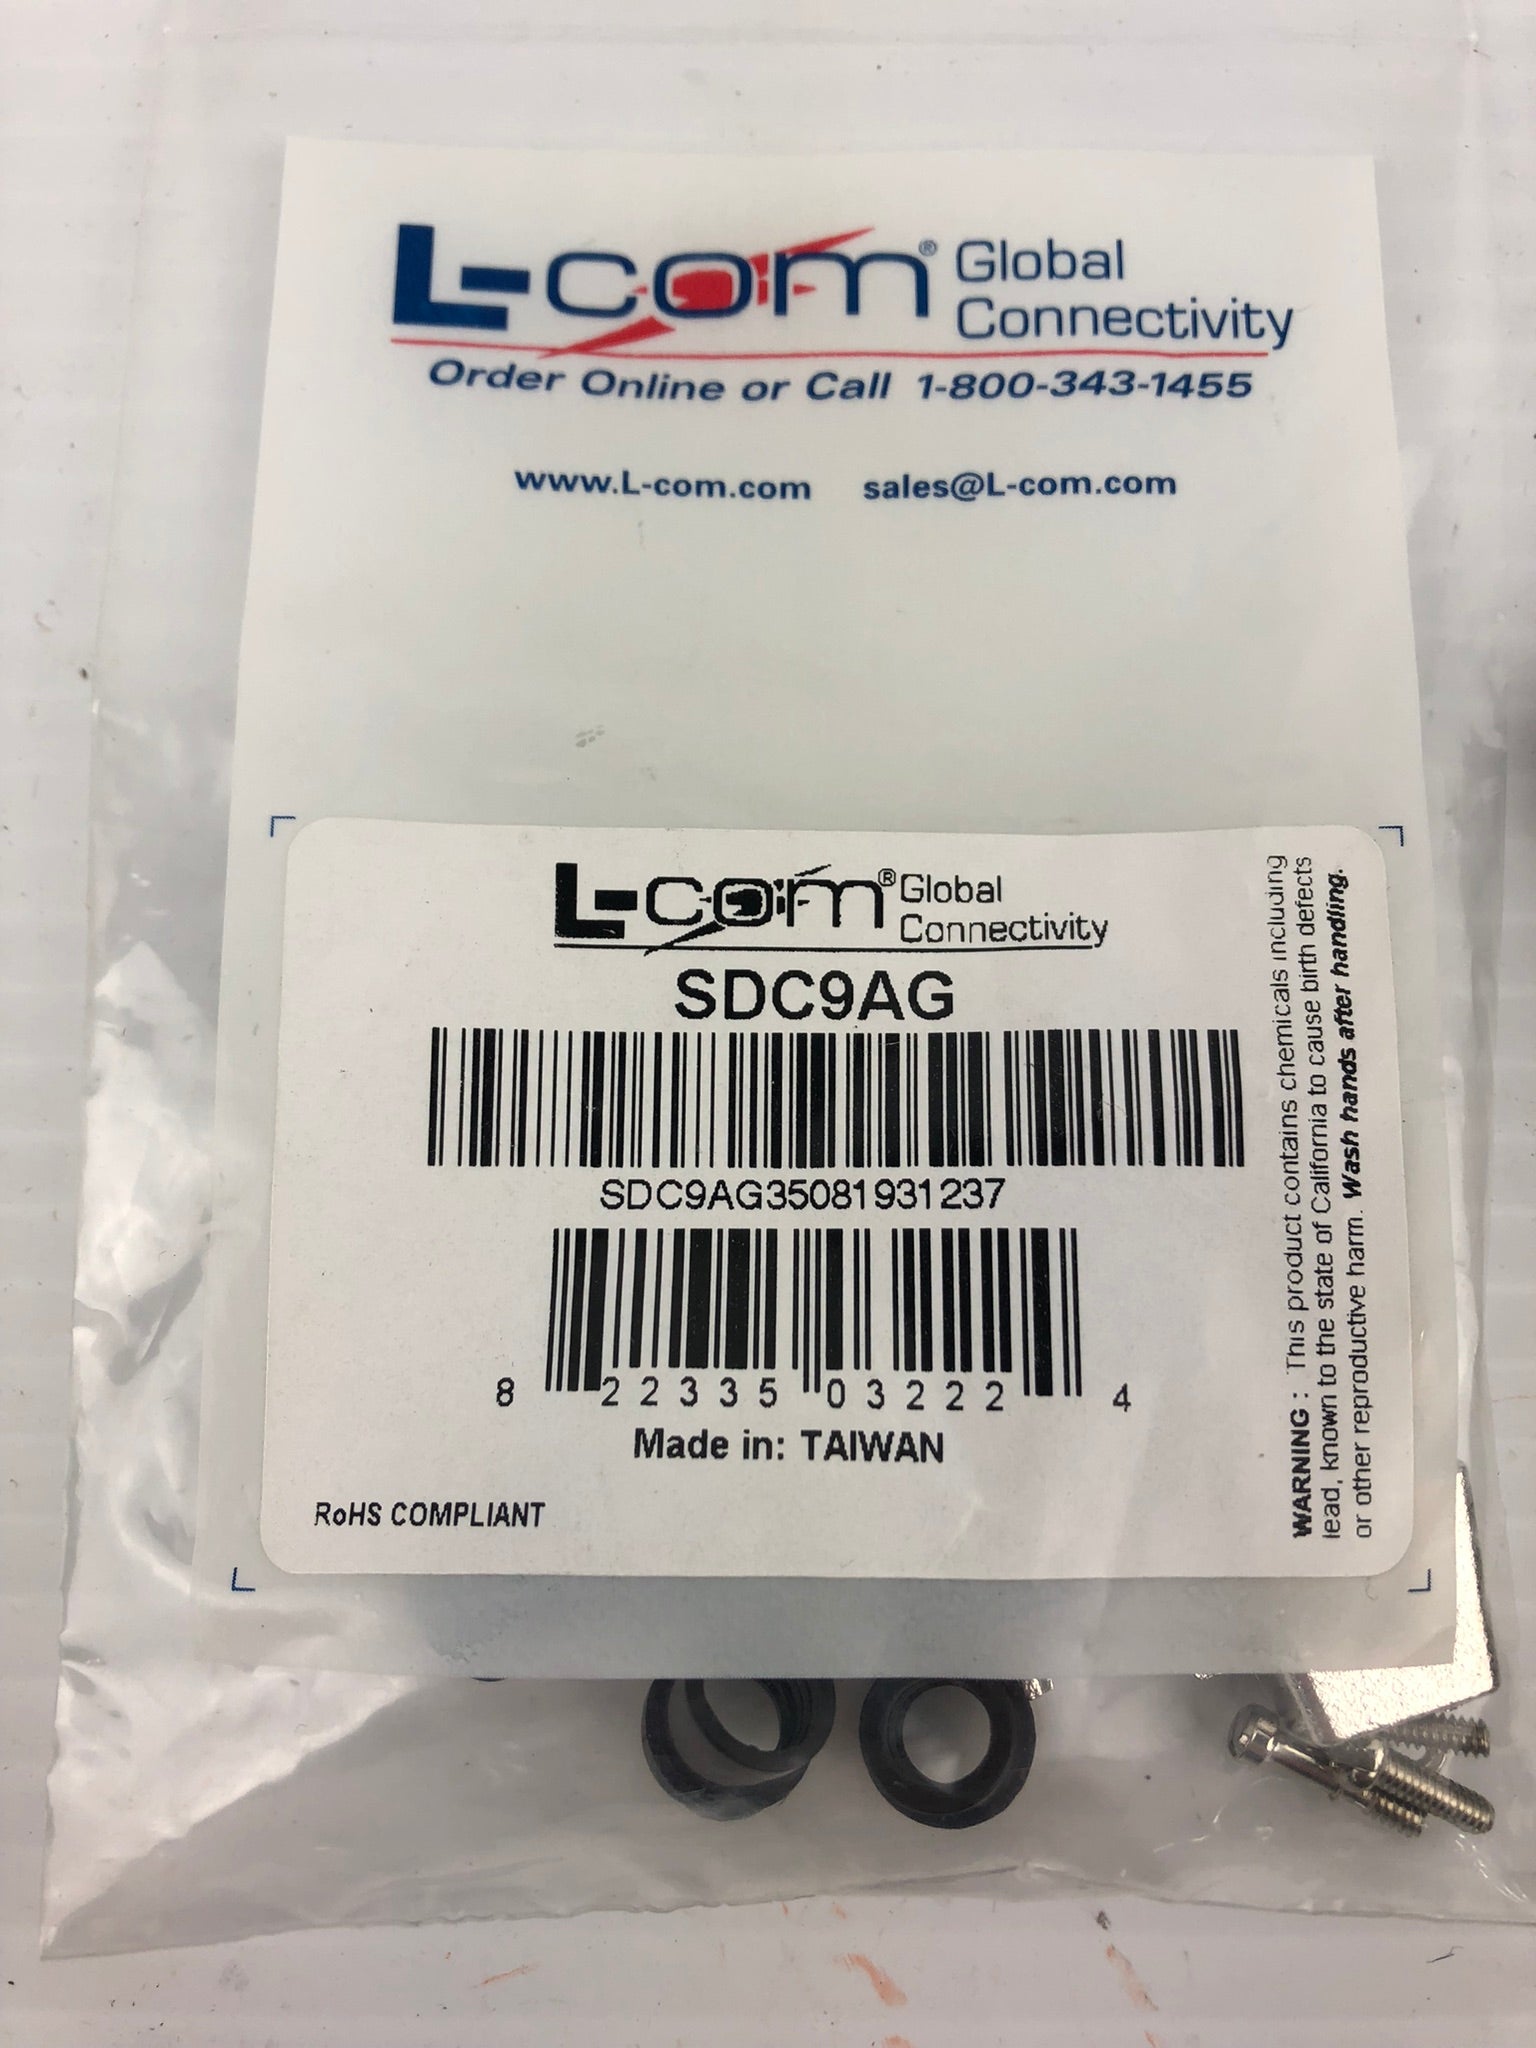 L-com® Global
Connectivity
Order Online or Call 1-800-343-1455
www.L-com.com sales@L-com.com
L-com® Global
Connectivity
SDC9AG
SDC9AG35081931237
8 22335 03222 4
Made in: TAIWAN
RoHS COMPLIANT
WARNING : This product contains chemicals including
lead, known to the state of California to cause birth defects
or other reproductive harm. Wash hands after handling.